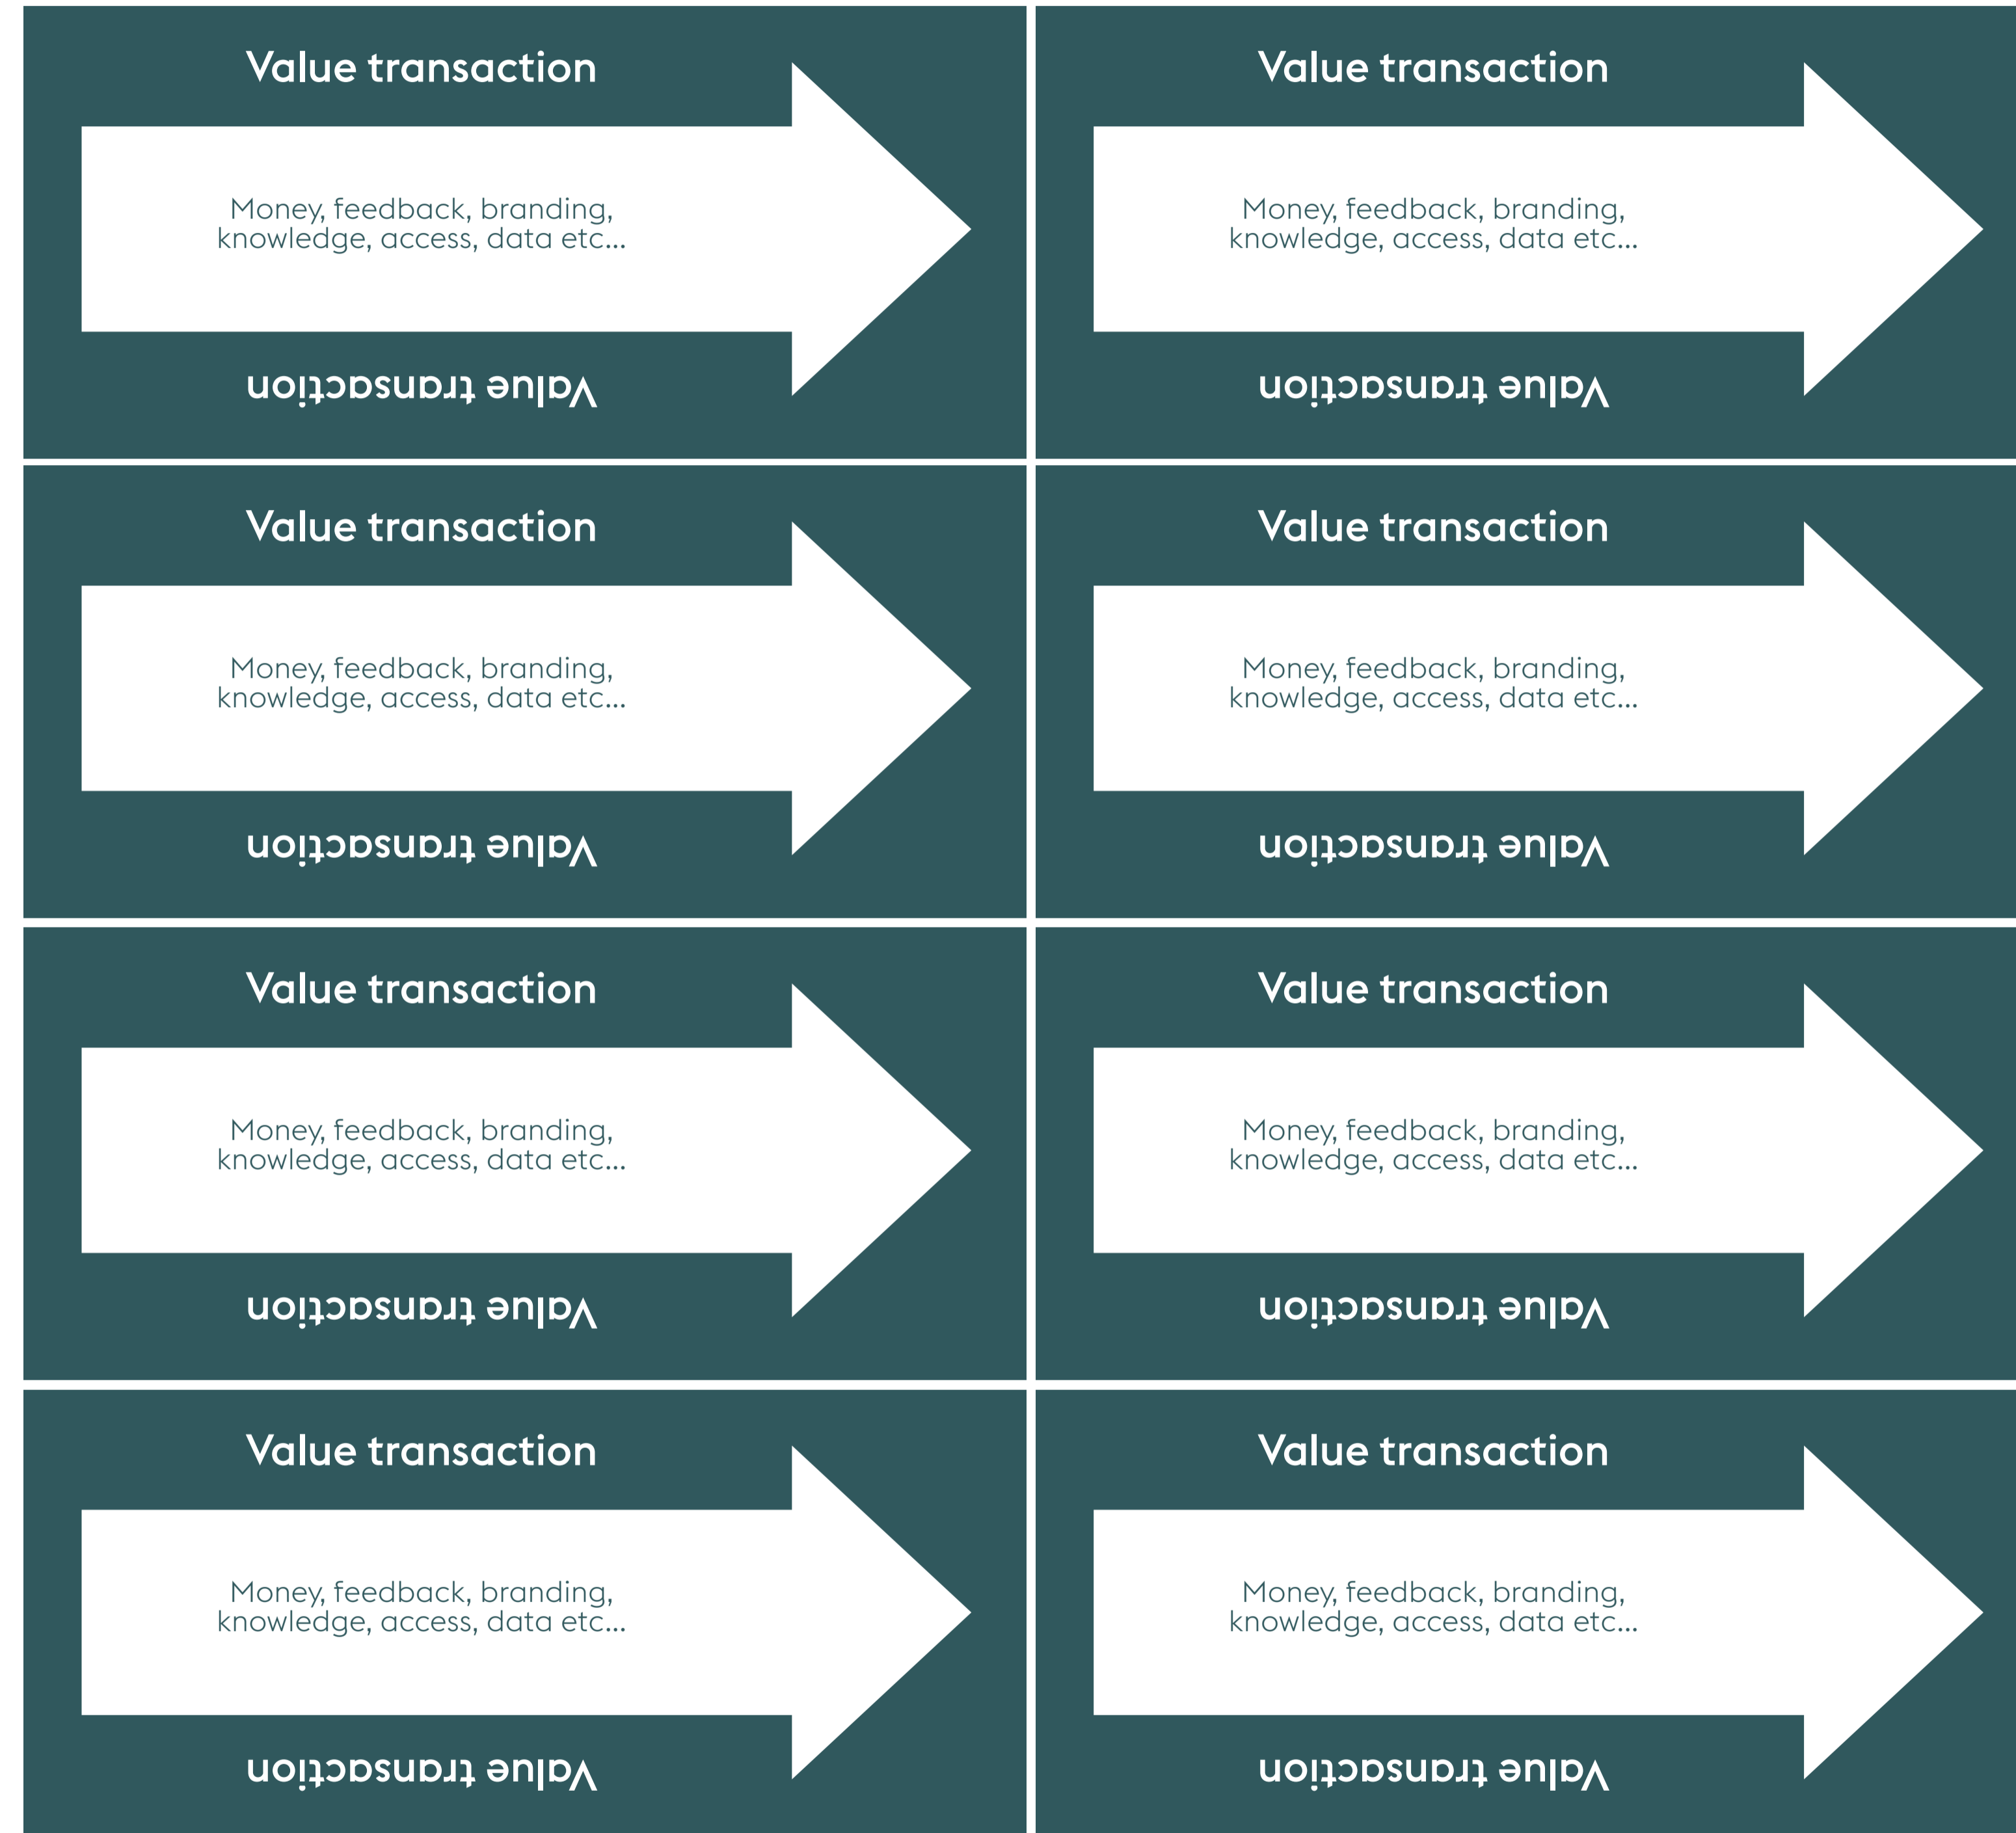 Value transaction
Money, feedback, branding,
knowledge, access, data etc...
Value transaction
Value transaction
Money, feedback, branding,
knowledge, access, data etc...
Value transaction
Value transaction
Money, feedback, branding,
knowledge, access, data etc...
Value transaction
Value transaction
Money, feedback, branding,
knowledge, access, data etc...
Value transaction
Value transaction
Money, feedback, branding,
knowledge, access, data etc...
Value transaction
Value transaction
Money, feedback, branding,
knowledge, access, data etc...
Value transaction
Value transaction
Money, feedback, branding,
knowledge, access, data etc...
Value transaction
Value transaction
Money, feedback, branding,
knowledge, access, data etc...
Value transaction